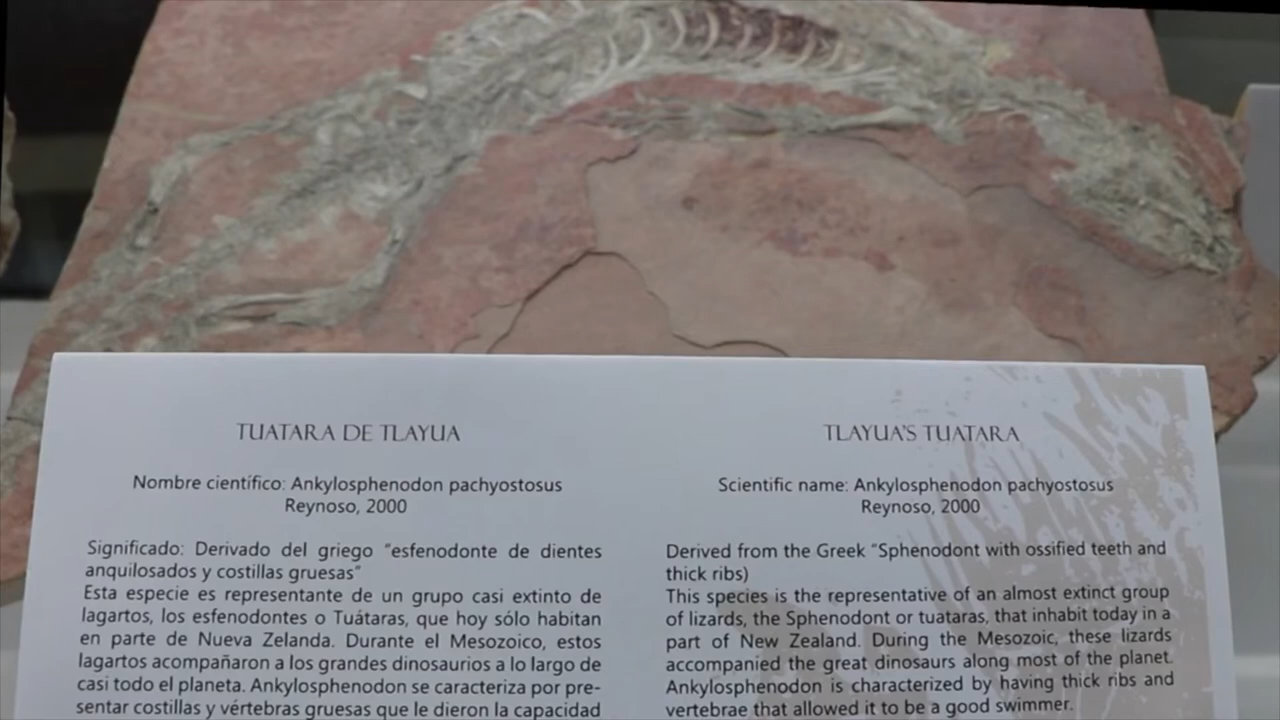 TUATARA DE TLAYUA
Nombre científico: Ankylosphenodon pachyostosus
Reynoso, 2000
Significado: Derivado del griego "esfenodonte de dientes
anquilosados y costillas gruesas"
Esta especie es representante de un grupo casi extinto de
lagartos, los esfenodontes o Tuátaras, que hoy sólo habitan
en parte de Nueva Zelanda. Durante el Mesozoico, estos
lagartos acompañaron a los grandes dinosaurios a lo largo de
casi todo el planeta. Ankylosphenodon se caracteriza por pre-
sentar costillas y vértebras gruesas que le dieron la capacidad
TLAYUA'S TUATARA
Scientific name: Ankylosphenodon pachyostosus
Reynoso, 2000
Derived from the Greek "Sphenodont with ossified teeth and
thick ribs)
This species is the representative of an almost extinct group
of lizards, the Sphenodont or tuataras, that inhabit today in a
part of New Zealand. During the Mesozoic, these lizards
accompanied the great dinosaurs along most of the planet.
Ankylosphenodon is characterized by having thick ribs and
vertebrae that allowed it to be a good swimmer.